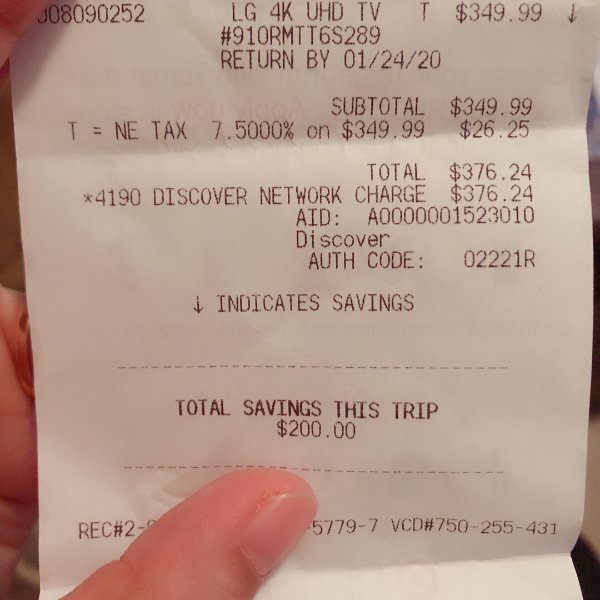 008090252 LG 4K UHD TV T $349.99 ↓
#910RMTT6S289
RETURN BY 01/24/20
SUBTOTAL $349.99
T = NE TAX 7.5000% on $349.99 $26.25
TOTAL $376.24
*4190 DISCOVER NETWORK CHARGE $376.24
AID: A0000001523010
Discover
AUTH CODE: 02221R
↓ INDICATES SAVINGS
TOTAL SAVINGS THIS TRIP
$200.00
REC#2- -5779-7 VCD#750-255-431